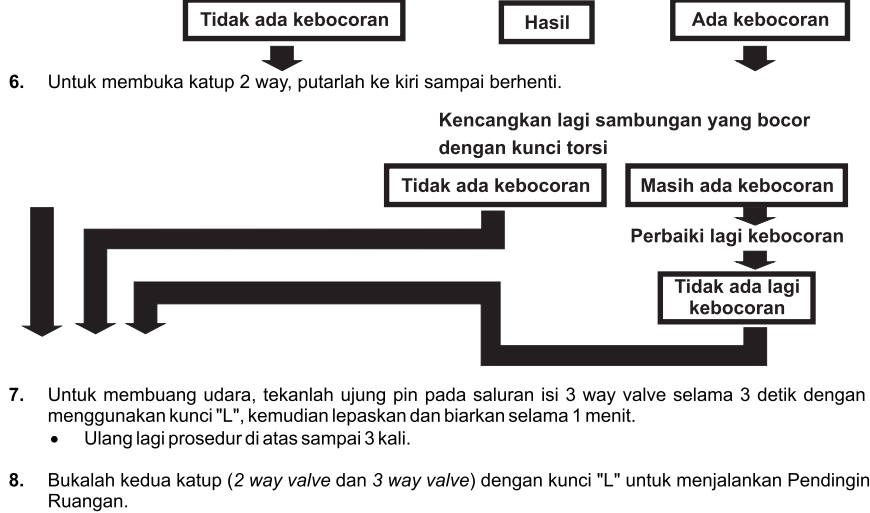 Tidak ada kebocoran
Hasil
Ada kebocoran
6. Untuk membuka katup 2 way, putarlah ke kiri sampai berhenti.
Kencangkan lagi sambungan yang bocor
dengan kunci torsi
Tidak ada kebocoran
Masih ada kebocoran
Perbaiki lagi kebocoran
Tidak ada lagi
kebocoran
7. Untuk membuang udara, tekanlah ujung pin pada saluran isi 3 way valve selama 3 detik dengan
menggunakan kunci "L", kemudian lepaskan dan biarkan selama 1 menit.
• Ulang lagi prosedur di atas sampai 3 kali.
8. Bukalah kedua katup (2 way valve dan 3 way valve) dengan kunci "L" untuk menjalankan Pendingin
Ruangan.